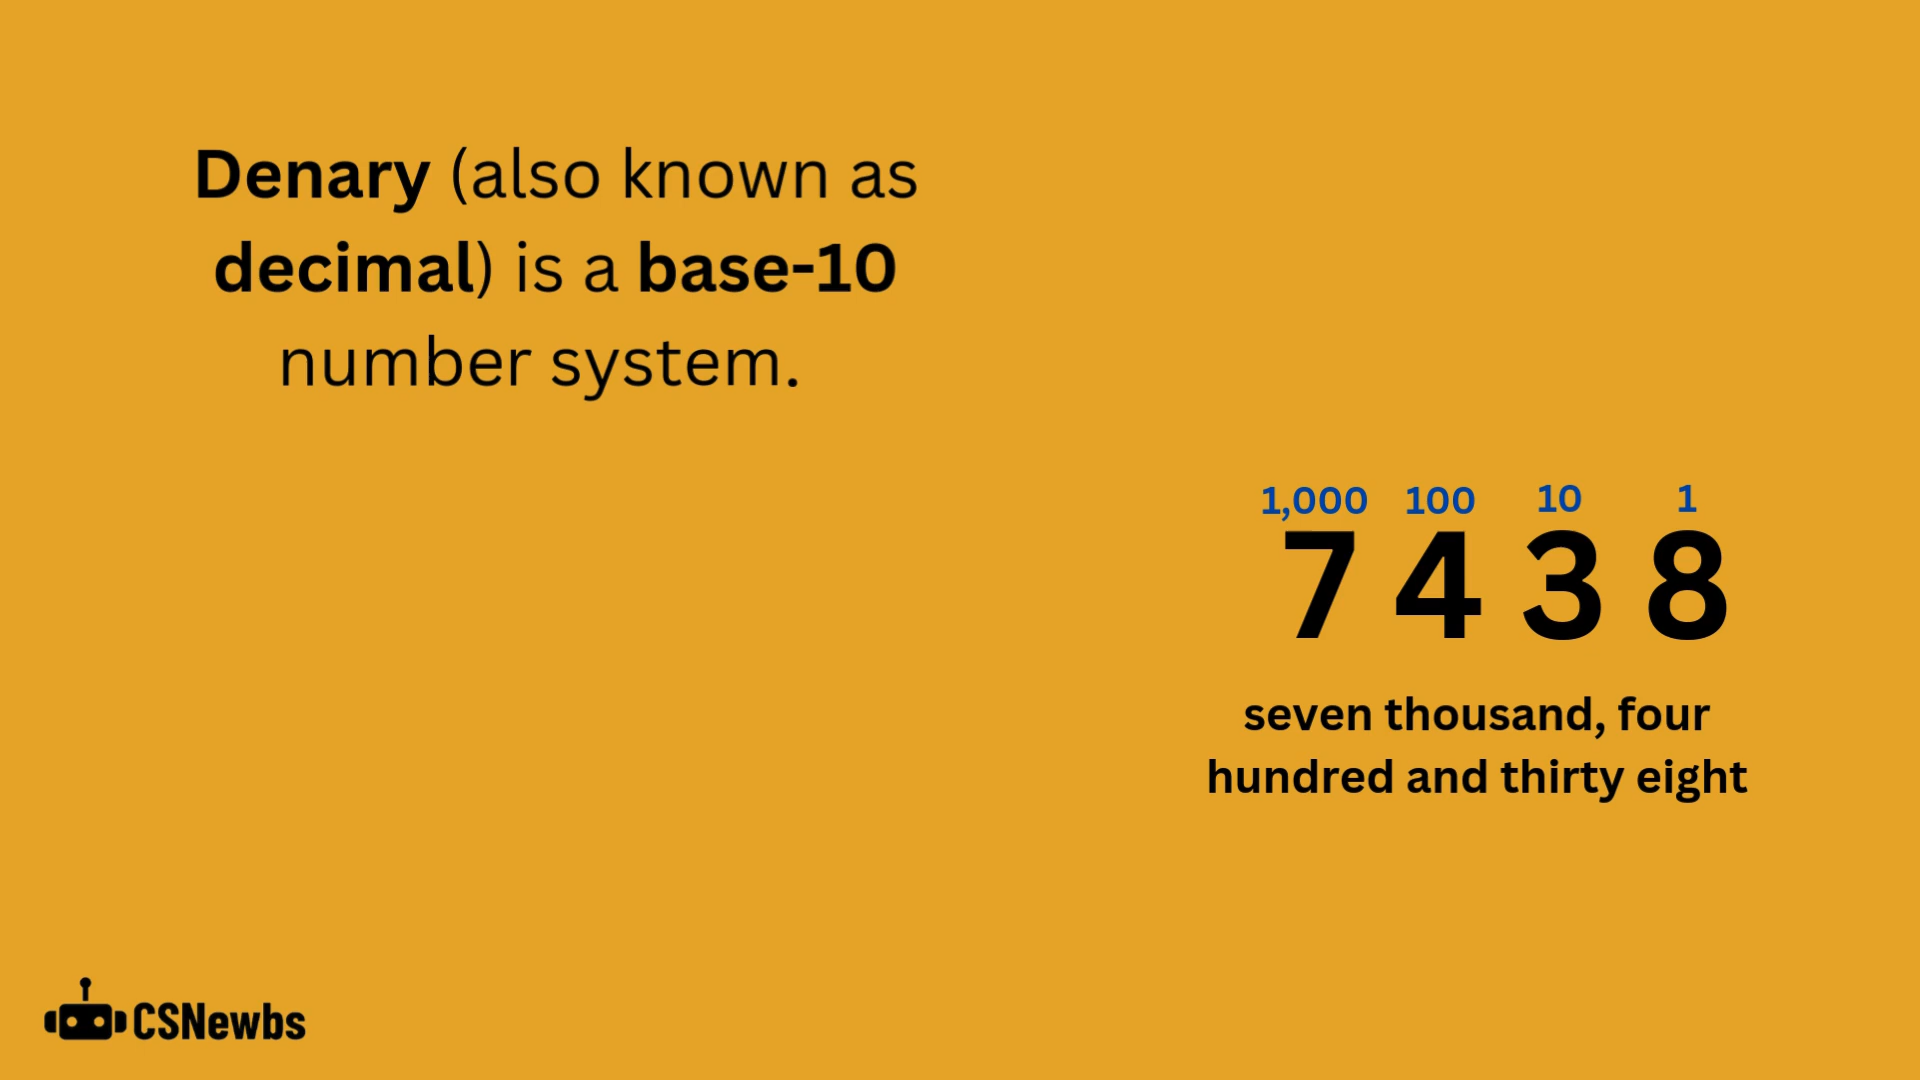 Denary (also known as
decimal) is a base-10
number system.
1,000 100 10 1
7 4 3 8
seven thousand, four
hundred and thirty eight
CSNewbs